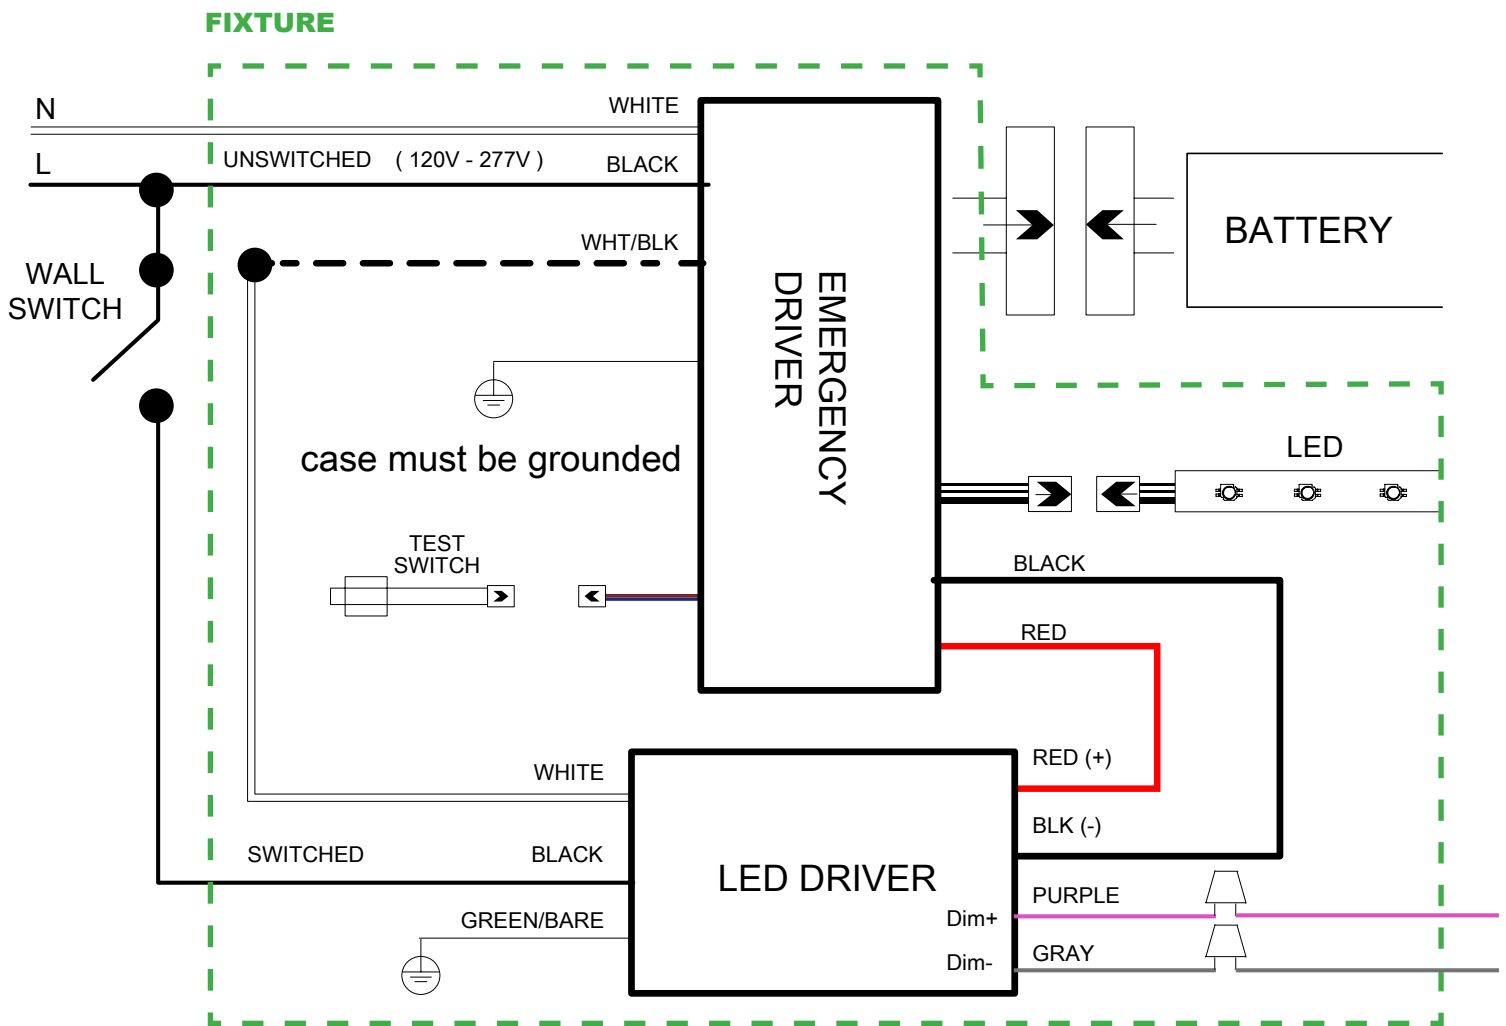 FIXTURE
N
WHITE
L
UNSWITCHED ( 120V - 277V )
BLACK
WHT/BLK
WALL
SWITCH
EMERGENCY
DRIVER
BATTERY
case must be grounded
LED
TEST
SWITCH
BLACK
RED
WHITE
RED (+)
BLK (-)
SWITCHED
BLACK
LED DRIVER
PURPLE
GREEN/BARE
Dim+
GRAY
Dim-